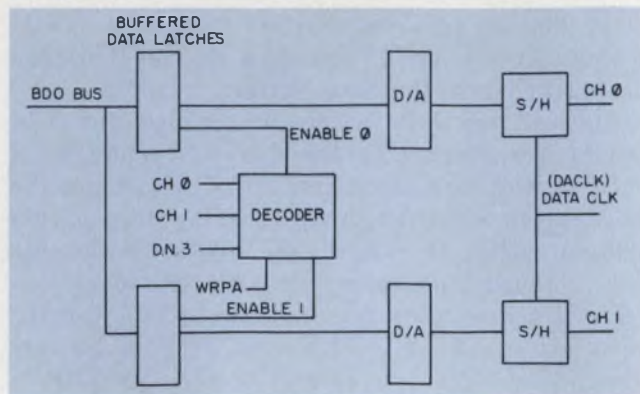 BUFFERED
DATA LATCHES
BDO BUS
D/A
S/H
CH Ø
ENABLE Ø
CH Ø
CH 1
D.N. 3
DECODER
(DACLK)
DATA CLK
WRPA
ENABLE 1
D/A
S/H
CH 1